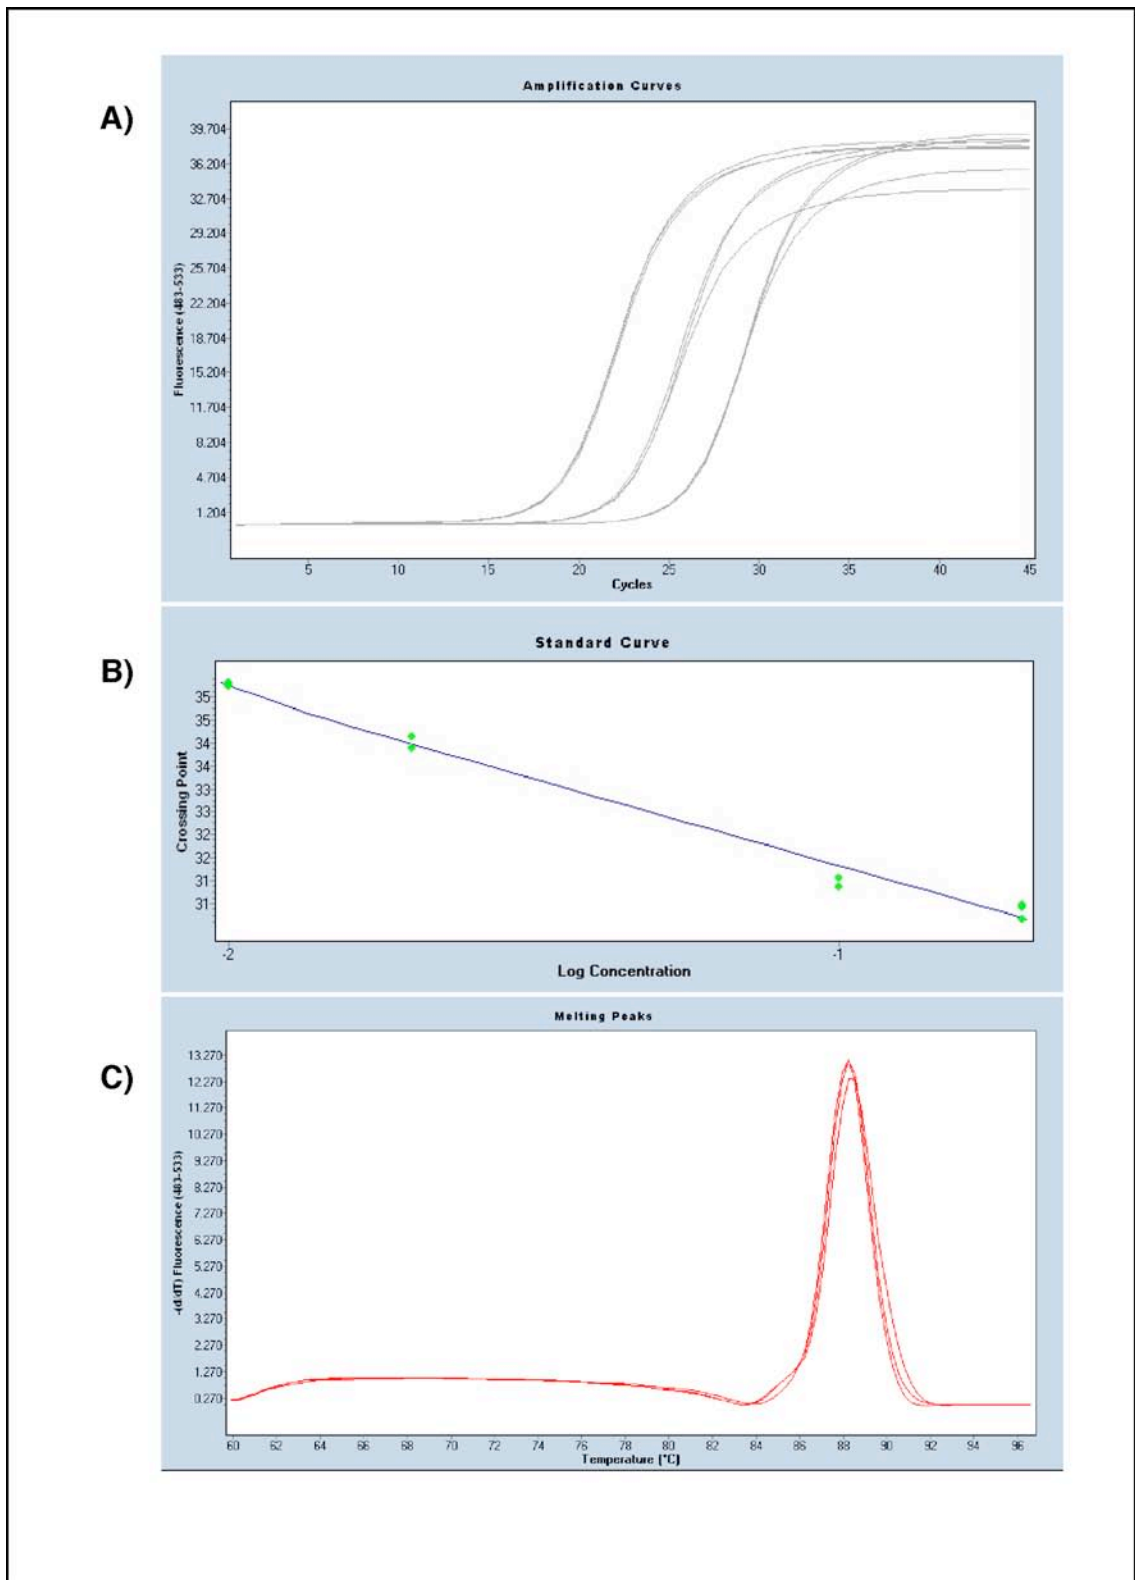 A)
Amplification Curves
Fluorescence (483-533)
39.704
36.204
32.704
29.204
25.704
22.204
18.704
15.204
11.704
8.204
4.704
1.204
5 10 15 20 25 30 35 40 45
Cycles
B)
Standard Curve
Crossing Point
35
35
34
34
33
33
32
32
31
31
-2 -1
Log Concentration
C)
Melting Peaks
-(d/dT) Fluorescence (483-533)
13.270
12.270
11.270
10.270
9.270
8.270
7.270
6.270
5.270
4.270
3.270
2.270
1.270
0.270
60 62 64 66 68 70 72 74 76 78 80 82 84 86 88 90 92 94 96
Temperature (°C)